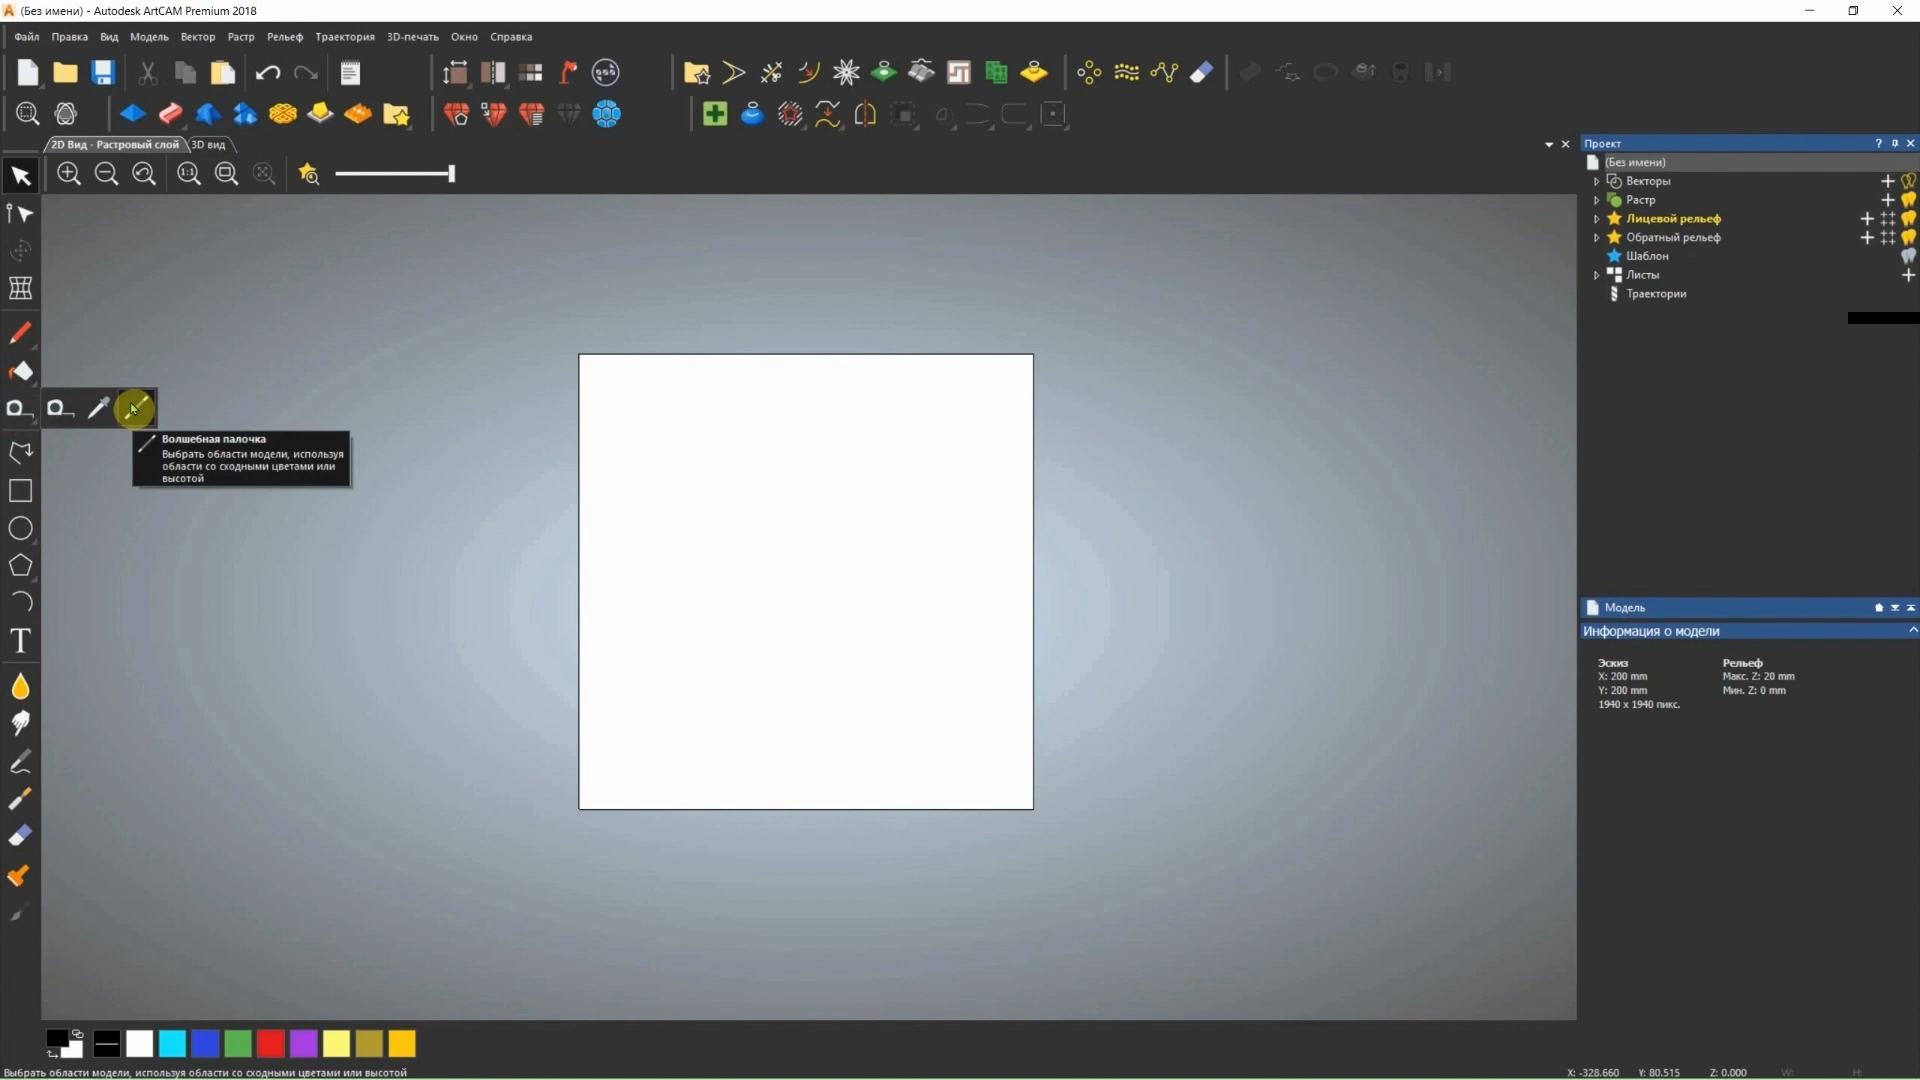 (Без имени) - Autodesk ArtCAM Premium 2018
Файл Правка Вид Модель Вектор Растр Рельеф Траектория 3D-печать Окно Справка
2D Вид - Растровый слой 3D вид
1:1
Проект
(Без имени)
Векторы
Растр
Лицевой рельеф
Обратный рельеф
Шаблон
Листы
Траектории
Волшебная палочка
Выбрать области модели, используя
области со сходными цветами или
высотой
T
Модель
Информация о модели
Эскиз Рельеф
X: 200 mm Макс. Z: 20 mm
Y: 200 mm Мин. Z: 0 mm
1940 x 1940 пикс.
Выбрать области модели, используя области со сходными цветами или высотой
X: -328.660 Y: 80.515 Z: 0.000 W: H: